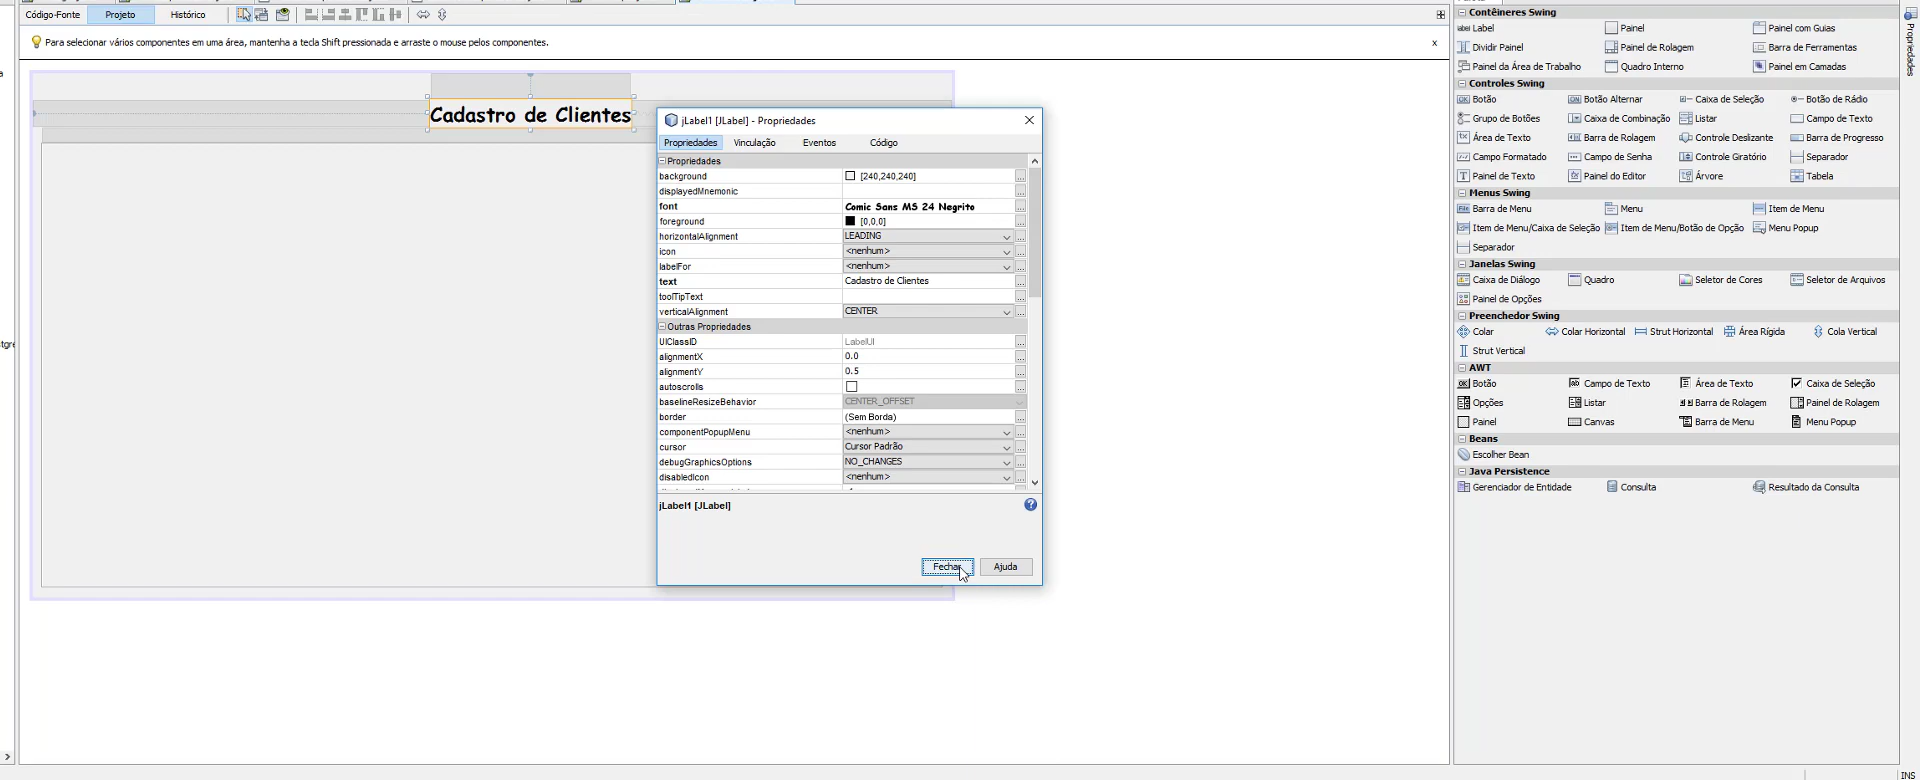 Código-Fonte Projeto Histórico
Para selecionar vários componentes em uma área, mantenha a tecla Shift pressionada e arraste o mouse pelos componentes. x
Cadastro de Clientes
jLabel1 [JLabel] - Propriedades
Propriedades Vinculação Eventos Código
Propriedades
background [240,240,240] ...
displayedMnemonic ...
font Comic Sans MS 24 Negrito ...
foreground [0,0,0] ...
horizontalAlignment LEADING ...
icon <nenhum> ...
labelFor <nenhum> ...
text Cadastro de Clientes ...
toolTipText ...
verticalAlignment CENTER ...
Outras Propriedades
UIClassID LabelUI ...
alignmentX 0.0 ...
alignmentY 0.5 ...
autoscrolls ...
baselineResizeBehavior CENTER_OFFSET
border (Sem Borda) ...
componentPopupMenu <nenhum> ...
cursor Cursor Padrão ...
debugGraphicsOptions NO_CHANGES ...
disabledIcon <nenhum> ...
jLabel1 [JLabel]
Fechar Ajuda
Contêineres Swing
label Label Painel Painel com Guias
Dividir Painel Painel de Rolagem Barra de Ferramentas
Painel da Área de Trabalho Quadro Interno Painel em Camadas
Controles Swing
OK Botão ON Botão Alternar Caixa de Seleção Botão de Rádio
Grupo de Botões Caixa de Combinação Listar Campo de Texto
Área de Texto Barra de Rolagem Controle Deslizante Barra de Progresso
Campo Formatado Campo de Senha Controle Giratório Separador
Painel de Texto Painel do Editor Árvore Tabela
Menus Swing
Barra de Menu Menu Item de Menu
Item de Menu/Caixa de Seleção Item de Menu/Botão de Opção Menu Popup
Separador
Janelas Swing
Caixa de Diálogo Quadro Seletor de Cores Seletor de Arquivos
Painel de Opções
Preenchedor Swing
Colar Colar Horizontal Strut Horizontal Área Rígida Cola Vertical
Strut Vertical
AWT
OK Botão Campo de Texto Área de Texto Caixa de Seleção
Opções Listar Barra de Rolagem Painel de Rolagem
Painel Canvas Barra de Menu Menu Popup
Beans
Escolher Bean
Java Persistence
Gerenciador de Entidade Consulta Resultado da Consulta
Propriedades
INS